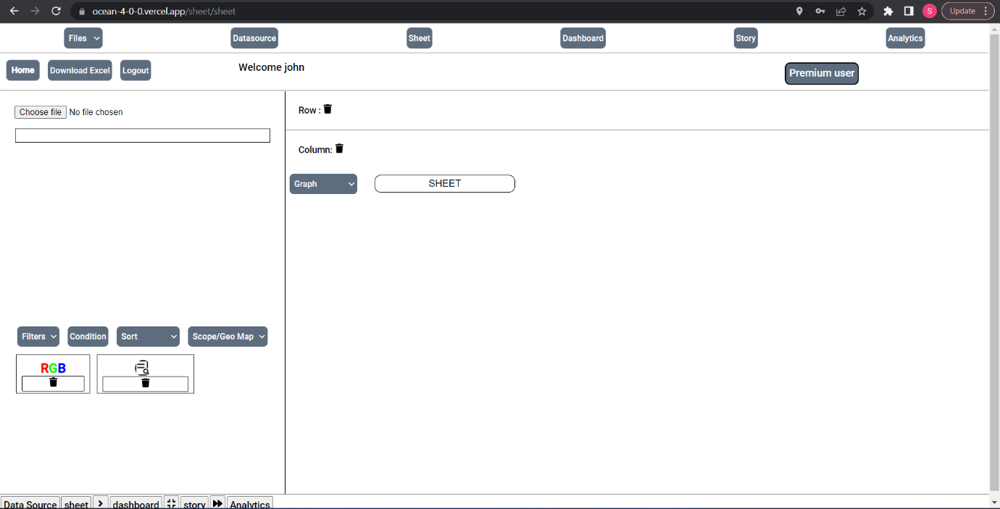 ocean-4-0-0.vercel.app/sheet/sheet
S
Update
Files
Datasource
Sheet
Dashboard
Story
Analytics
Home
Download Excel
Logout
Welcome john
Premium user
Choose file No file chosen
Row :
Column:
Graph
SHEET
Filters
Condition
Sort
Scope/Geo Map
RGB
Data Source
sheet
dashboard
story
Analytics